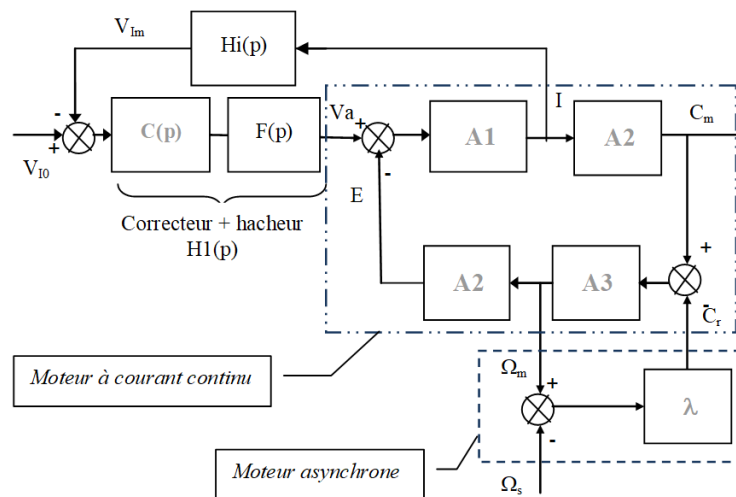 V_Im
Hi(p)
-
+
V_I0
C(p)
F(p)
Va
+
-
E
A1
I
A2
C_m
Correcteur + hacheur
H1(p)
A2
A3
+
-
C_r
Moteur à courant continu
Ω_m
+
-
λ
Moteur asynchrone
Ω_s